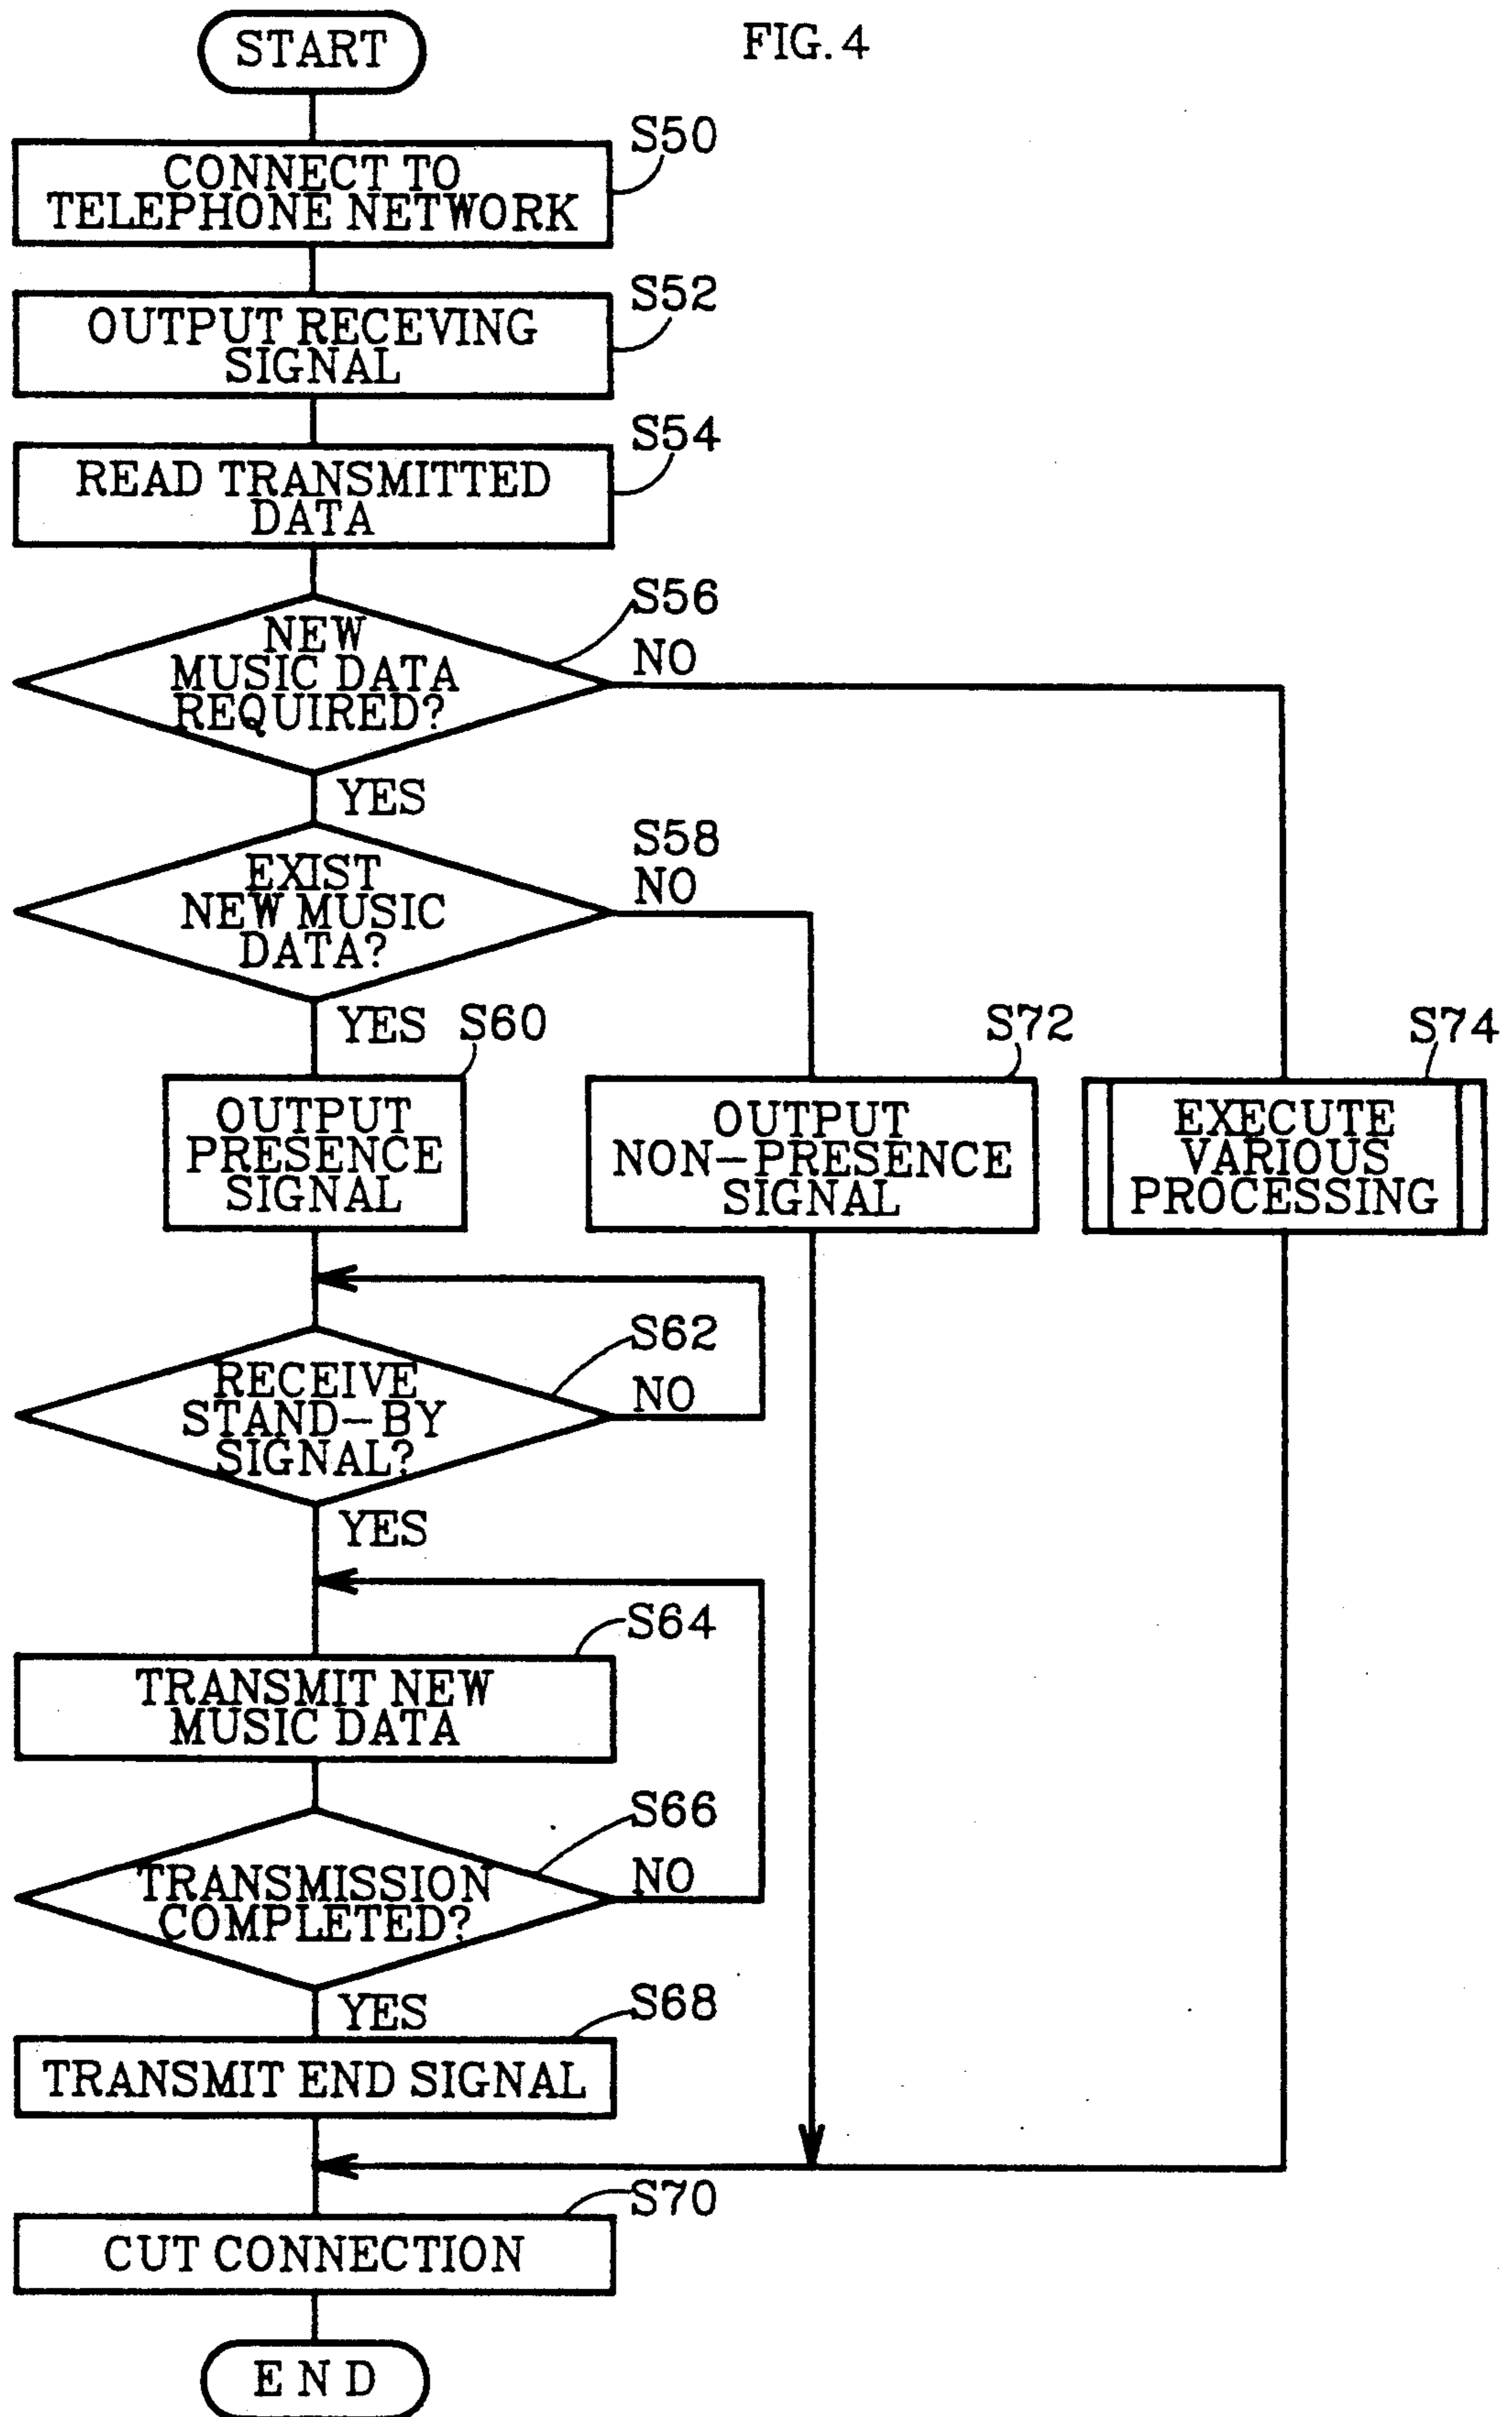 START
FIG. 4
S50
CONNECT TO
TELEPHONE NETWORK
S52
OUTPUT RECEVING
SIGNAL
S54
READ TRANSMITTED
DATA
S56
NEW
MUSIC DATA
REQUIRED?
NO
YES
S58
EXIST
NEW MUSIC
DATA?
NO
YES
S60
S72
S74
OUTPUT
PRESENCE
SIGNAL
OUTPUT
NON-PRESENCE
SIGNAL
EXECUTE
VARIOUS
PROCESSING
S62
RECEIVE
STAND-BY
SIGNAL?
NO
YES
S64
TRANSMIT NEW
MUSIC DATA
S66
TRANSMISSION
COMPLETED?
NO
YES
S68
TRANSMIT END SIGNAL
S70
CUT CONNECTION
END